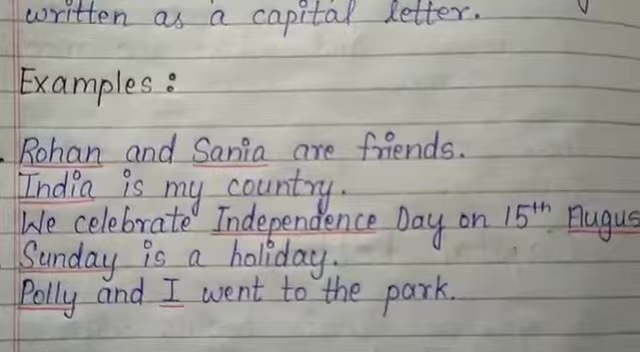 written as a capital letter.
Examples :
Rohan and Sania are friends.
India is my country.
We celebrate Independence Day on 15th Augus
Sunday is a holiday.
Polly and I went to the park.